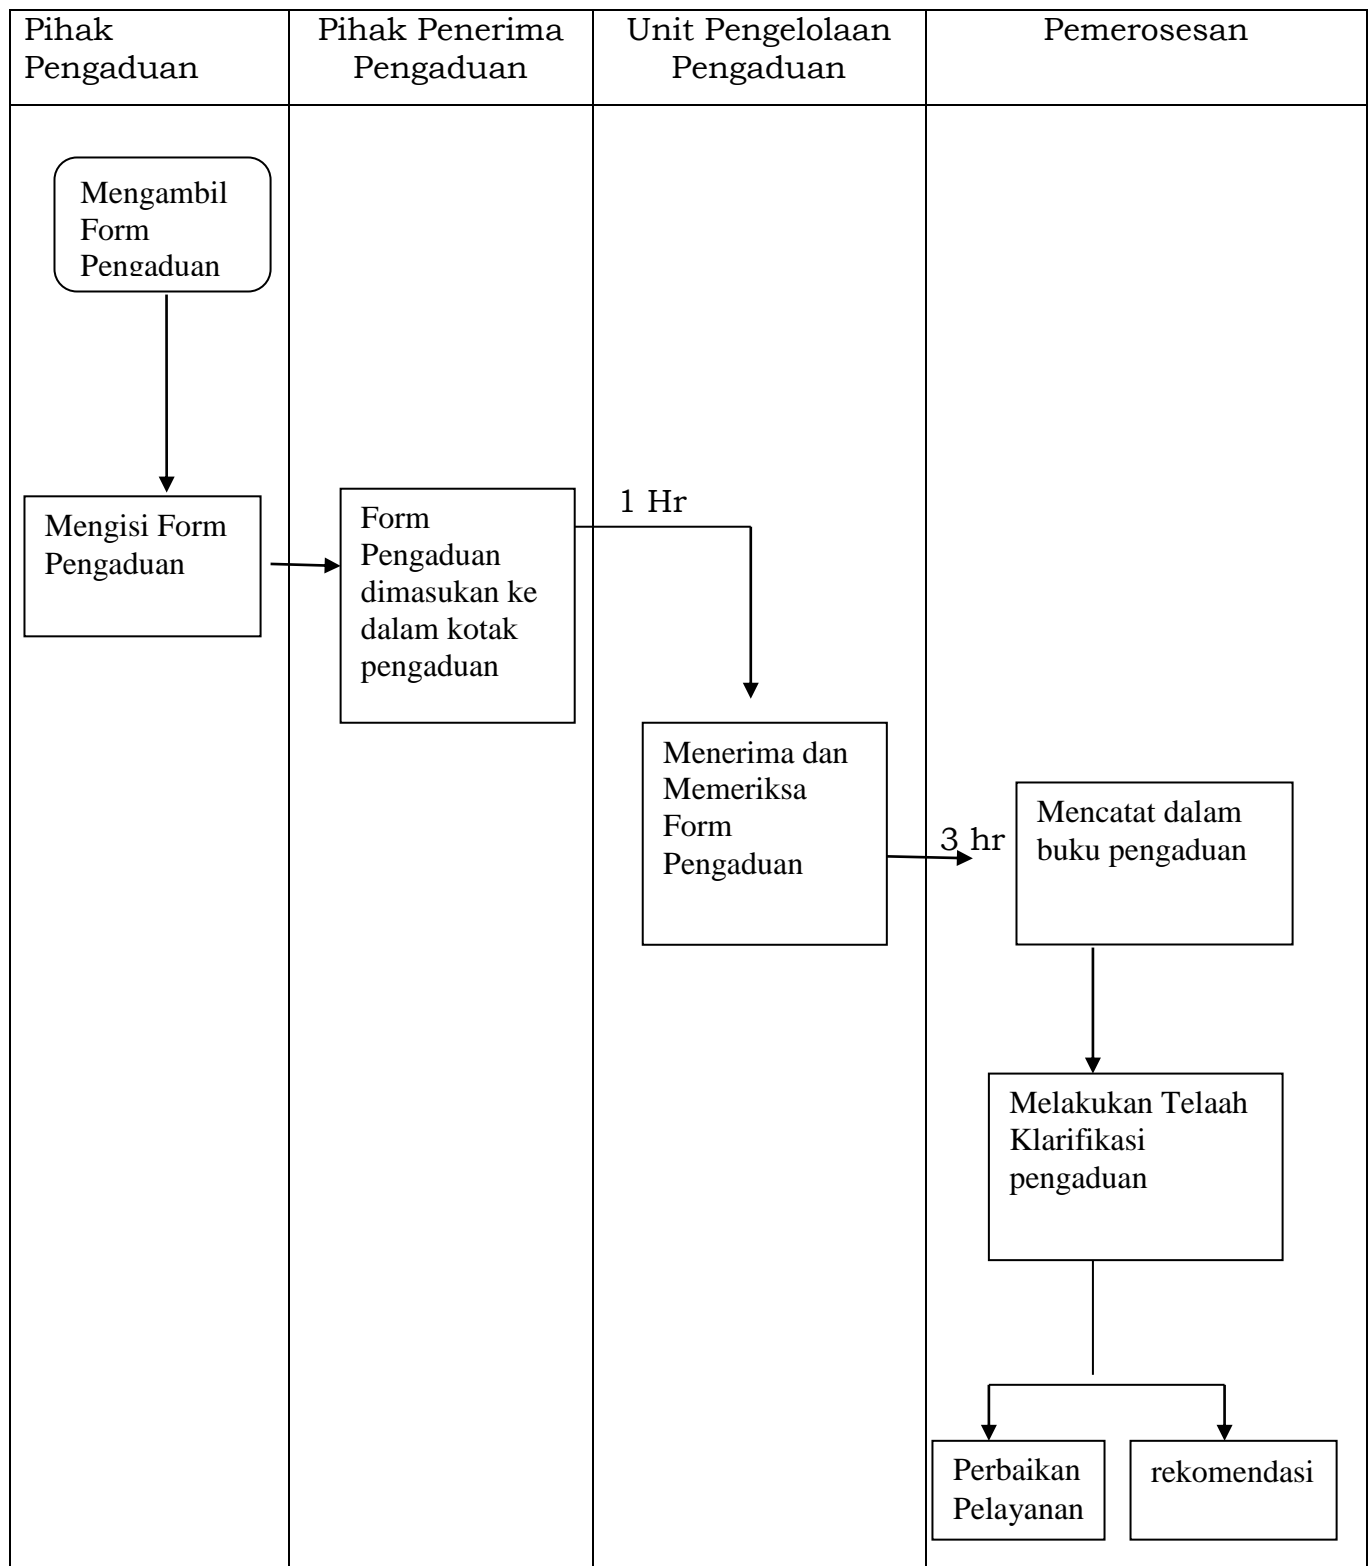 Pihak
Pengaduan
Pihak Penerima
Pengaduan
Unit Pengelolaan
Pengaduan
Pemerosesan
Mengambil
Form
Pengaduan
Mengisi Form
Pengaduan
Form
Pengaduan
dimasukan ke
dalam kotak
pengaduan
1 Hr
Menerima dan
Memeriksa
Form
Pengaduan
3 hr
Mencatat dalam
buku pengaduan
Melakukan Telaah
Klarifikasi
pengaduan
Perbaikan
Pelayanan
rekomendasi